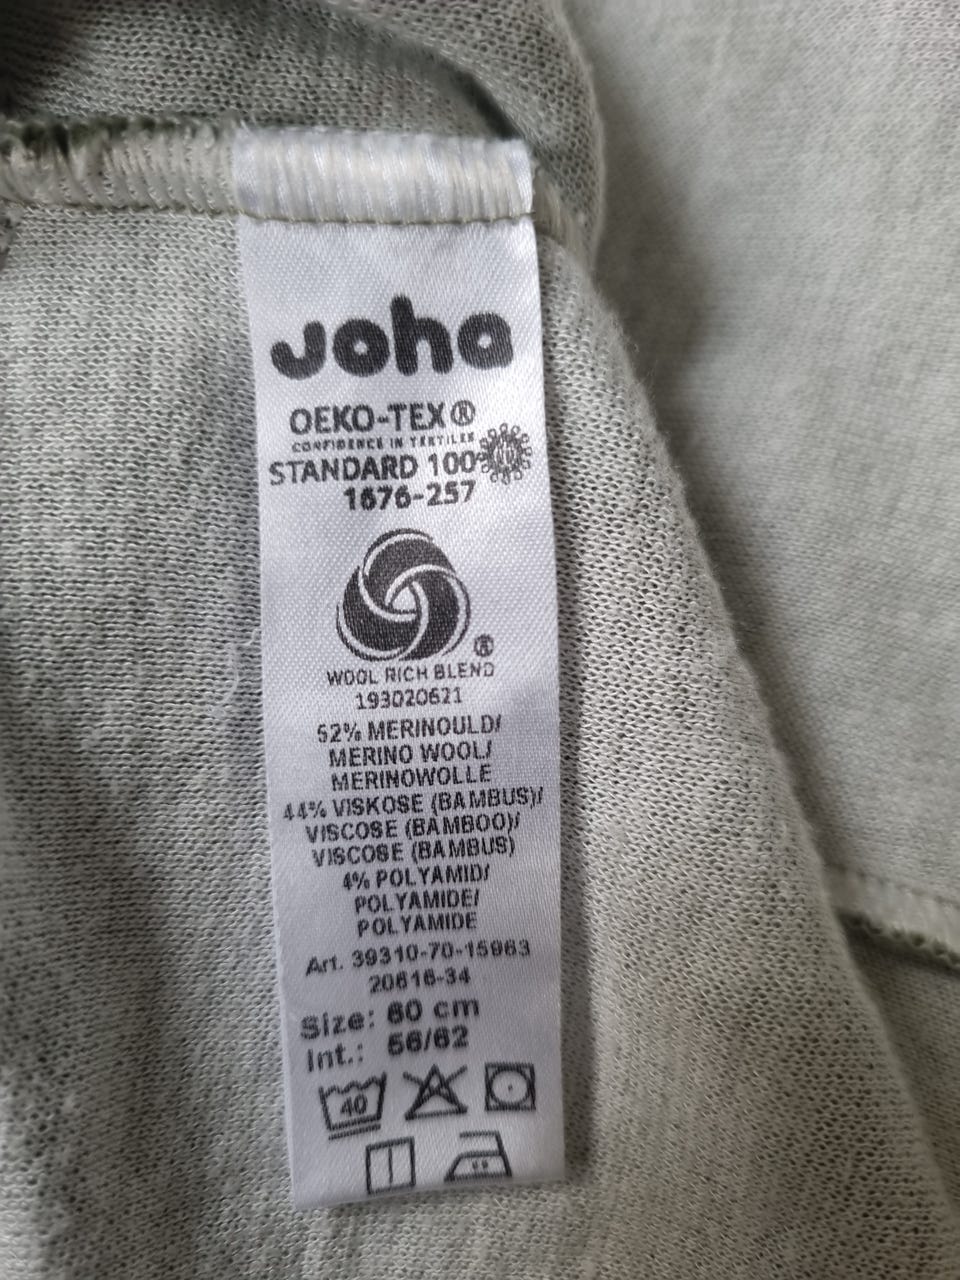 Joha
OEKO-TEX®
CONFIDENCE IN TEXTILES
STANDARD 100
1676-257
®
WOOL RICH BLEND
193020621
52% MERINOULD/
MERINO WOOL/
MERINOWOLLE
44% VISKOSE (BAMBUS)/
VISCOSE (BAMBOO)/
VISCOSE (BAMBUS)
4% POLYAMID/
POLYAMIDE/
POLYAMIDE
Art. 39310-70-15963
20616-34
Size: 60 cm
Int.: 56/62
40